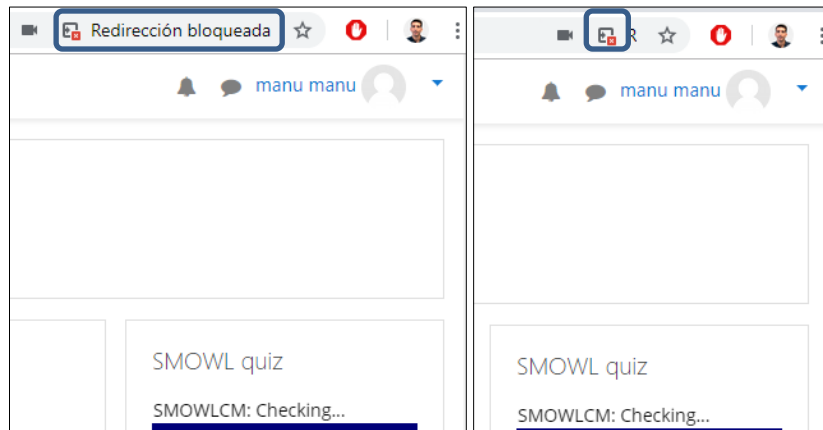 Redirección bloqueada
manu manu
SMOWL quiz
SMOWLCM: Checking...
R
manu manu
SMOWL quiz
SMOWLCM: Checking...